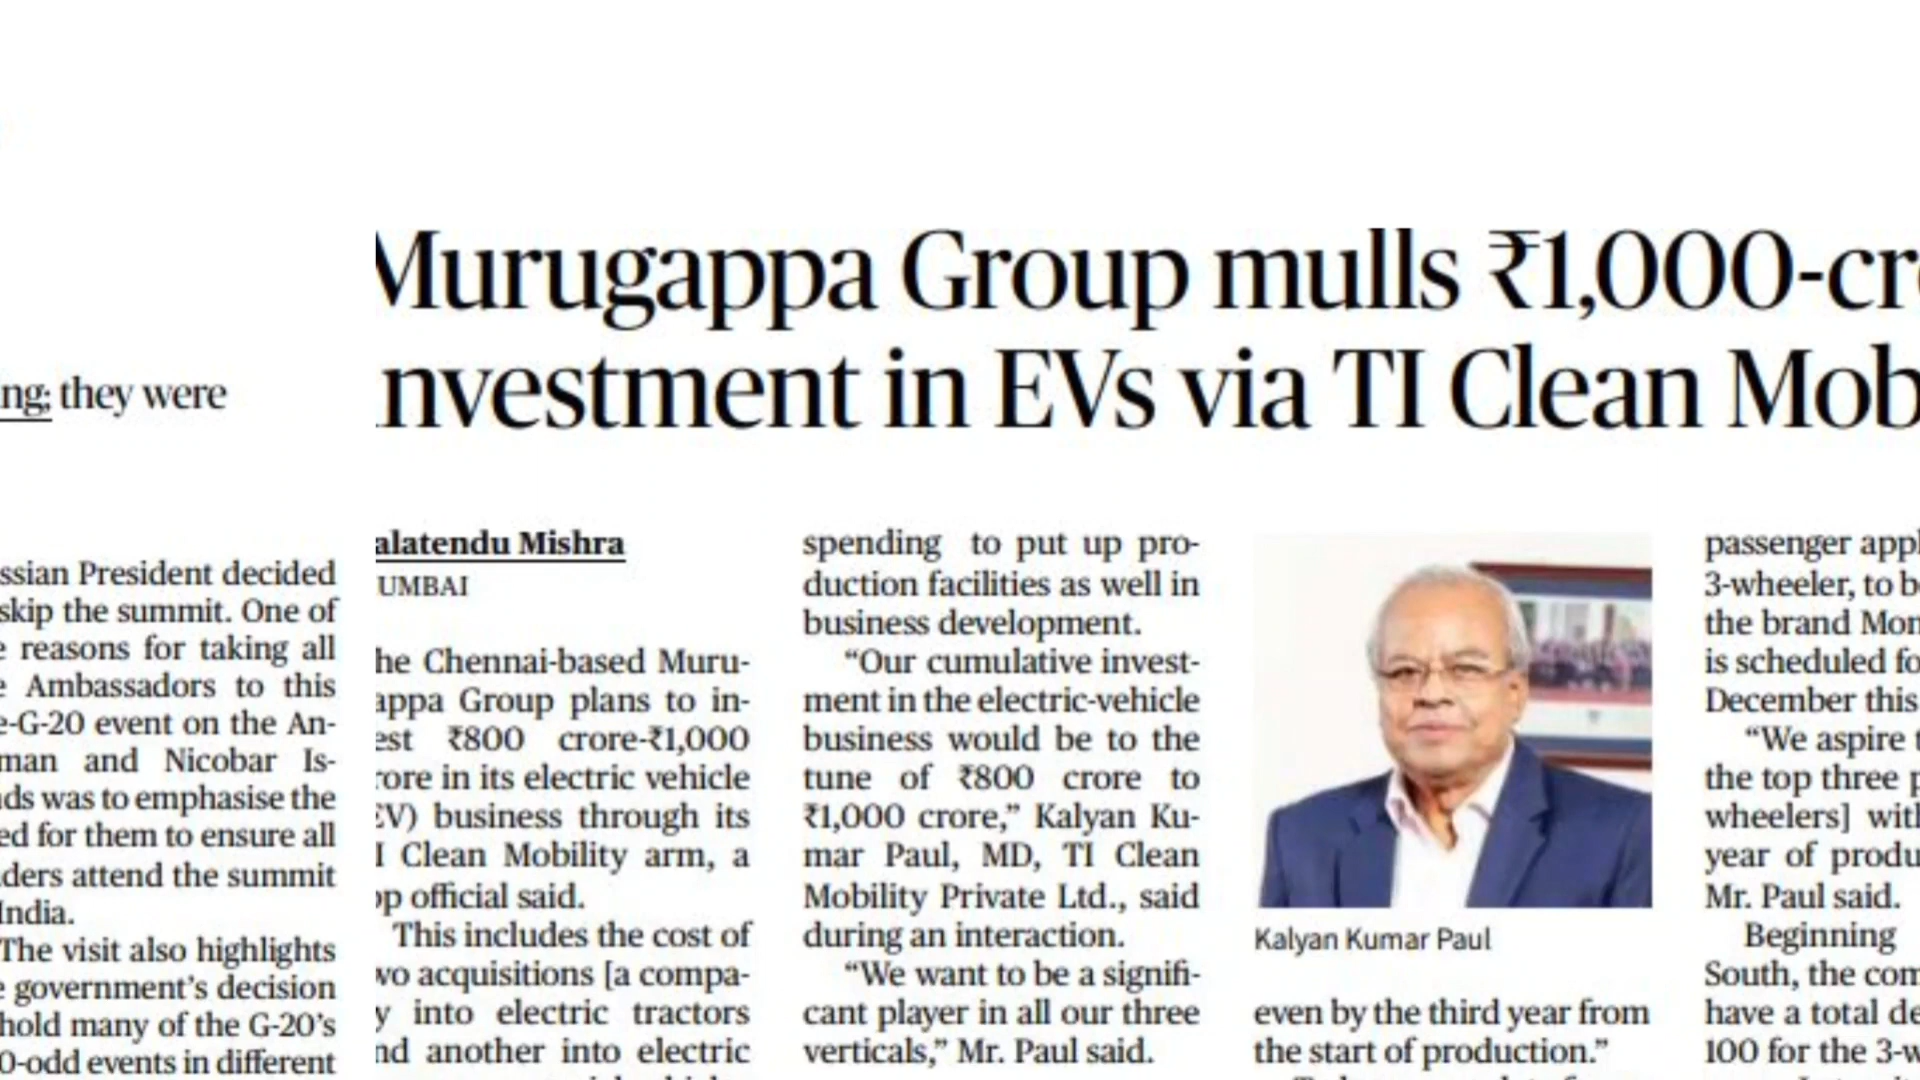 ng; they were
ssian President decided
skip the summit. One of
reasons for taking all
Ambassadors to this
e-G-20 event on the An-
man and Nicobar Is-
ds was to emphasise the
ed for them to ensure all
ders attend the summit
India.
The visit also highlights
government's decision
hold many of the G-20's
0-odd events in different
Murugappa Group mulls ₹1,000-cr
nvestment in EVs via TI Clean Mob
alatendu Mishra
UMBAI
he Chennai-based Muru-
appa Group plans to in-
est ₹800 crore-₹1,000
rore in its electric vehicle
EV) business through its
I Clean Mobility arm, a
op official said.
This includes the cost of
wo acquisitions [a compa-
y into electric tractors
nd another into electric
spending to put up pro-
duction facilities as well in
business development.
“Our cumulative invest-
ment in the electric-vehicle
business would be to the
tune of ₹800 crore to
₹1,000 crore,” Kalyan Ku-
mar Paul, MD, TI Clean
Mobility Private Ltd., said
during an interaction.
“We want to be a signifi-
cant player in all our three
verticals,” Mr. Paul said.
Kalyan Kumar Paul
even by the third year from
the start of production.”
passenger appl
3-wheeler, to b
the brand Mon
is scheduled fo
December this
“We aspire t
the top three p
wheelers] with
year of produ
Mr. Paul said.
Beginning
South, the com
have a total de
100 for the 3-w